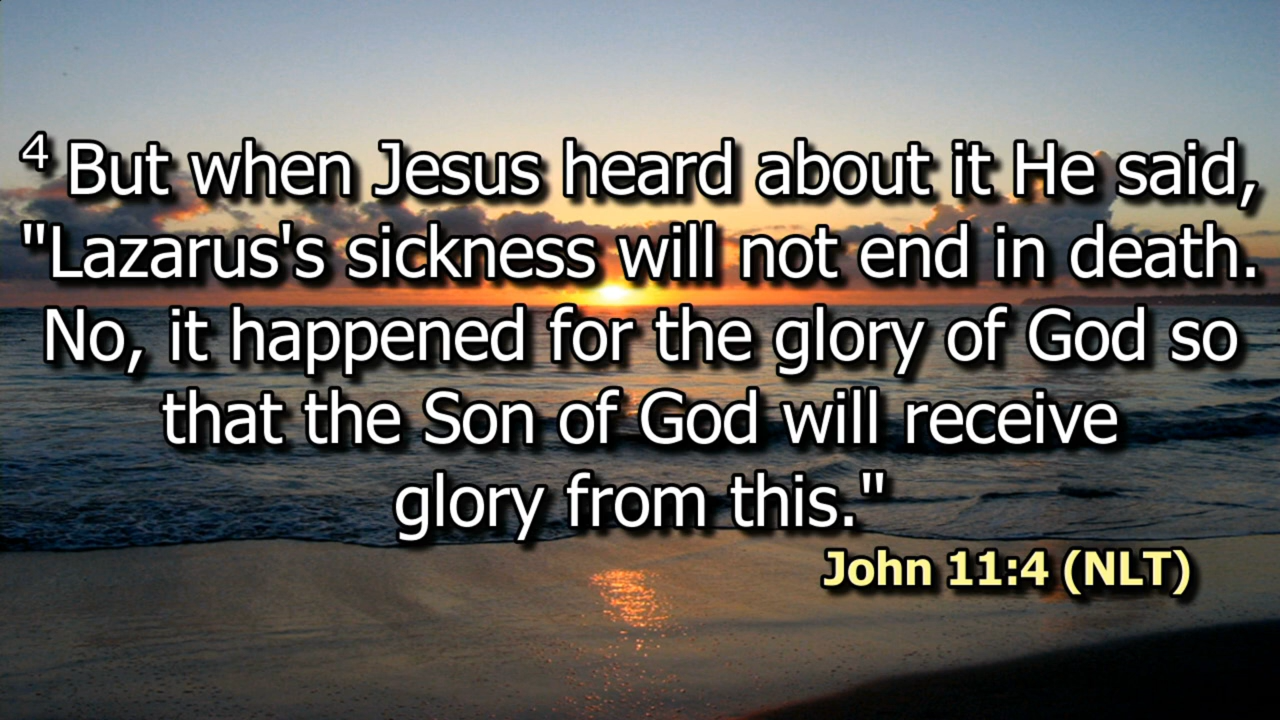 4 But when Jesus heard about it He said,
"Lazarus's sickness will not end in death.
No, it happened for the glory of God so
that the Son of God will receive
glory from this."
John 11:4 (NLT)